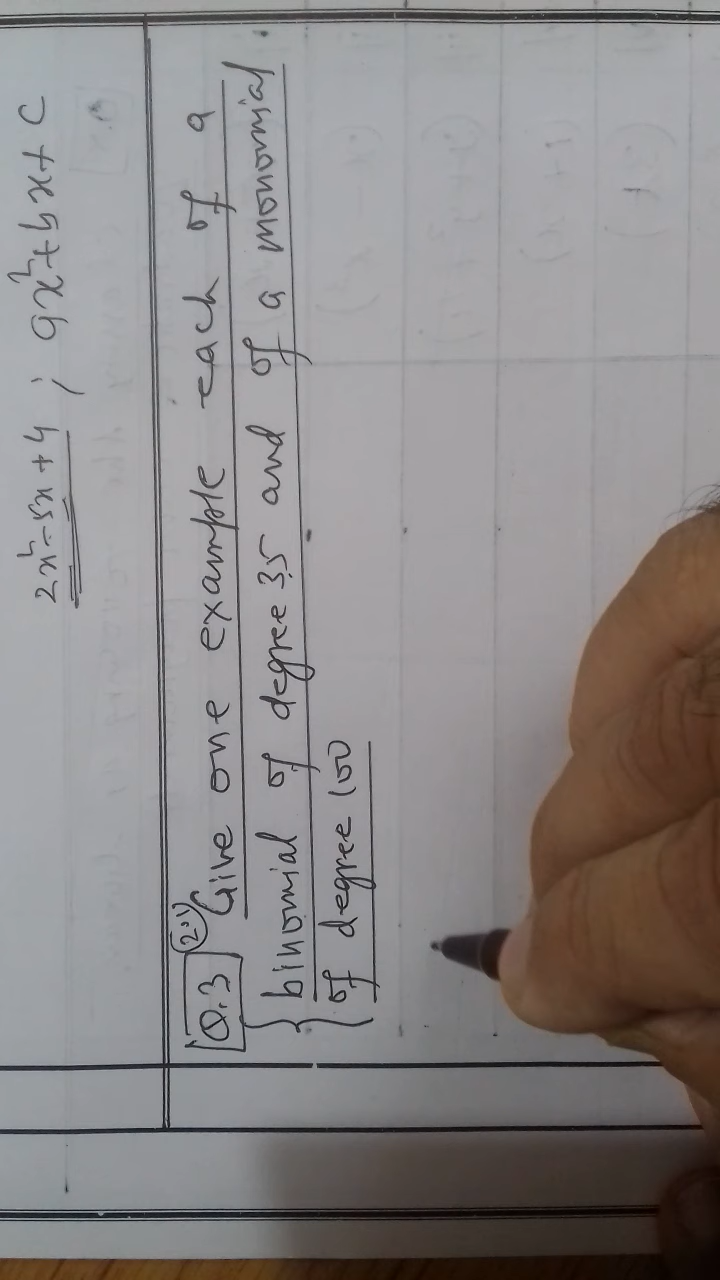 2x²-5x+4 ; ax²+bx+c
Q.3 (2.1) Give one example each of a
binomial of degree 35 and of a monomial
of degree 100